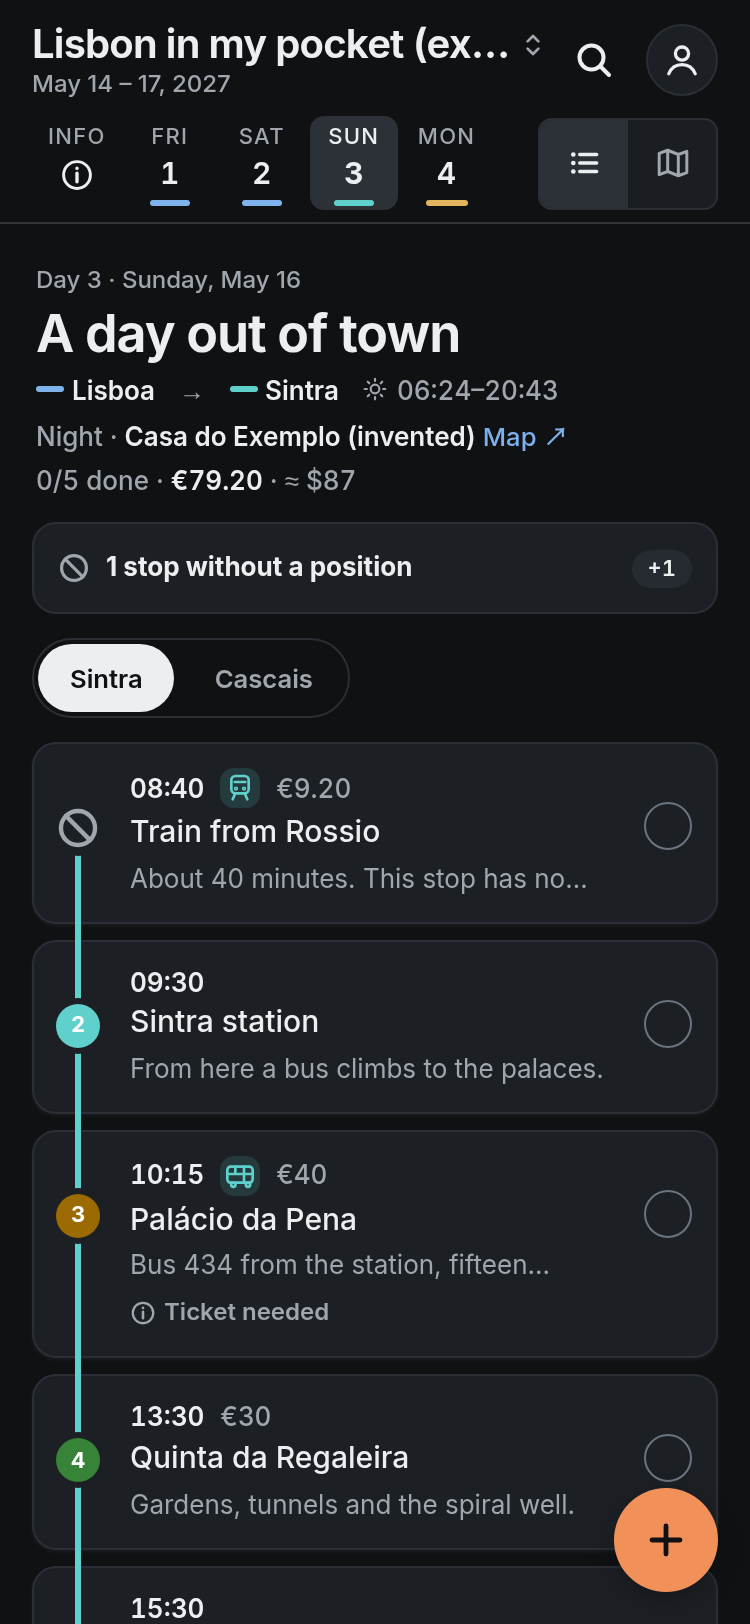 Lisbon in my pocket (ex...
May 14 – 17, 2027
INFO FRI SAT SUN MON
1 2 3 4
Day 3 · Sunday, May 16
A day out of town
Lisboa → Sintra 06:24–20:43
Night · Casa do Exemplo (invented) Map ↗
0/5 done · €79.20 · ≈ $87
1 stop without a position +1
Sintra Cascais
08:40 €9.20
Train from Rossio
About 40 minutes. This stop has no...
09:30
2 Sintra station
From here a bus climbs to the palaces.
10:15 €40
3 Palácio da Pena
Bus 434 from the station, fifteen...
Ticket needed
13:30 €30
4 Quinta da Regaleira
Gardens, tunnels and the spiral well.
15:30